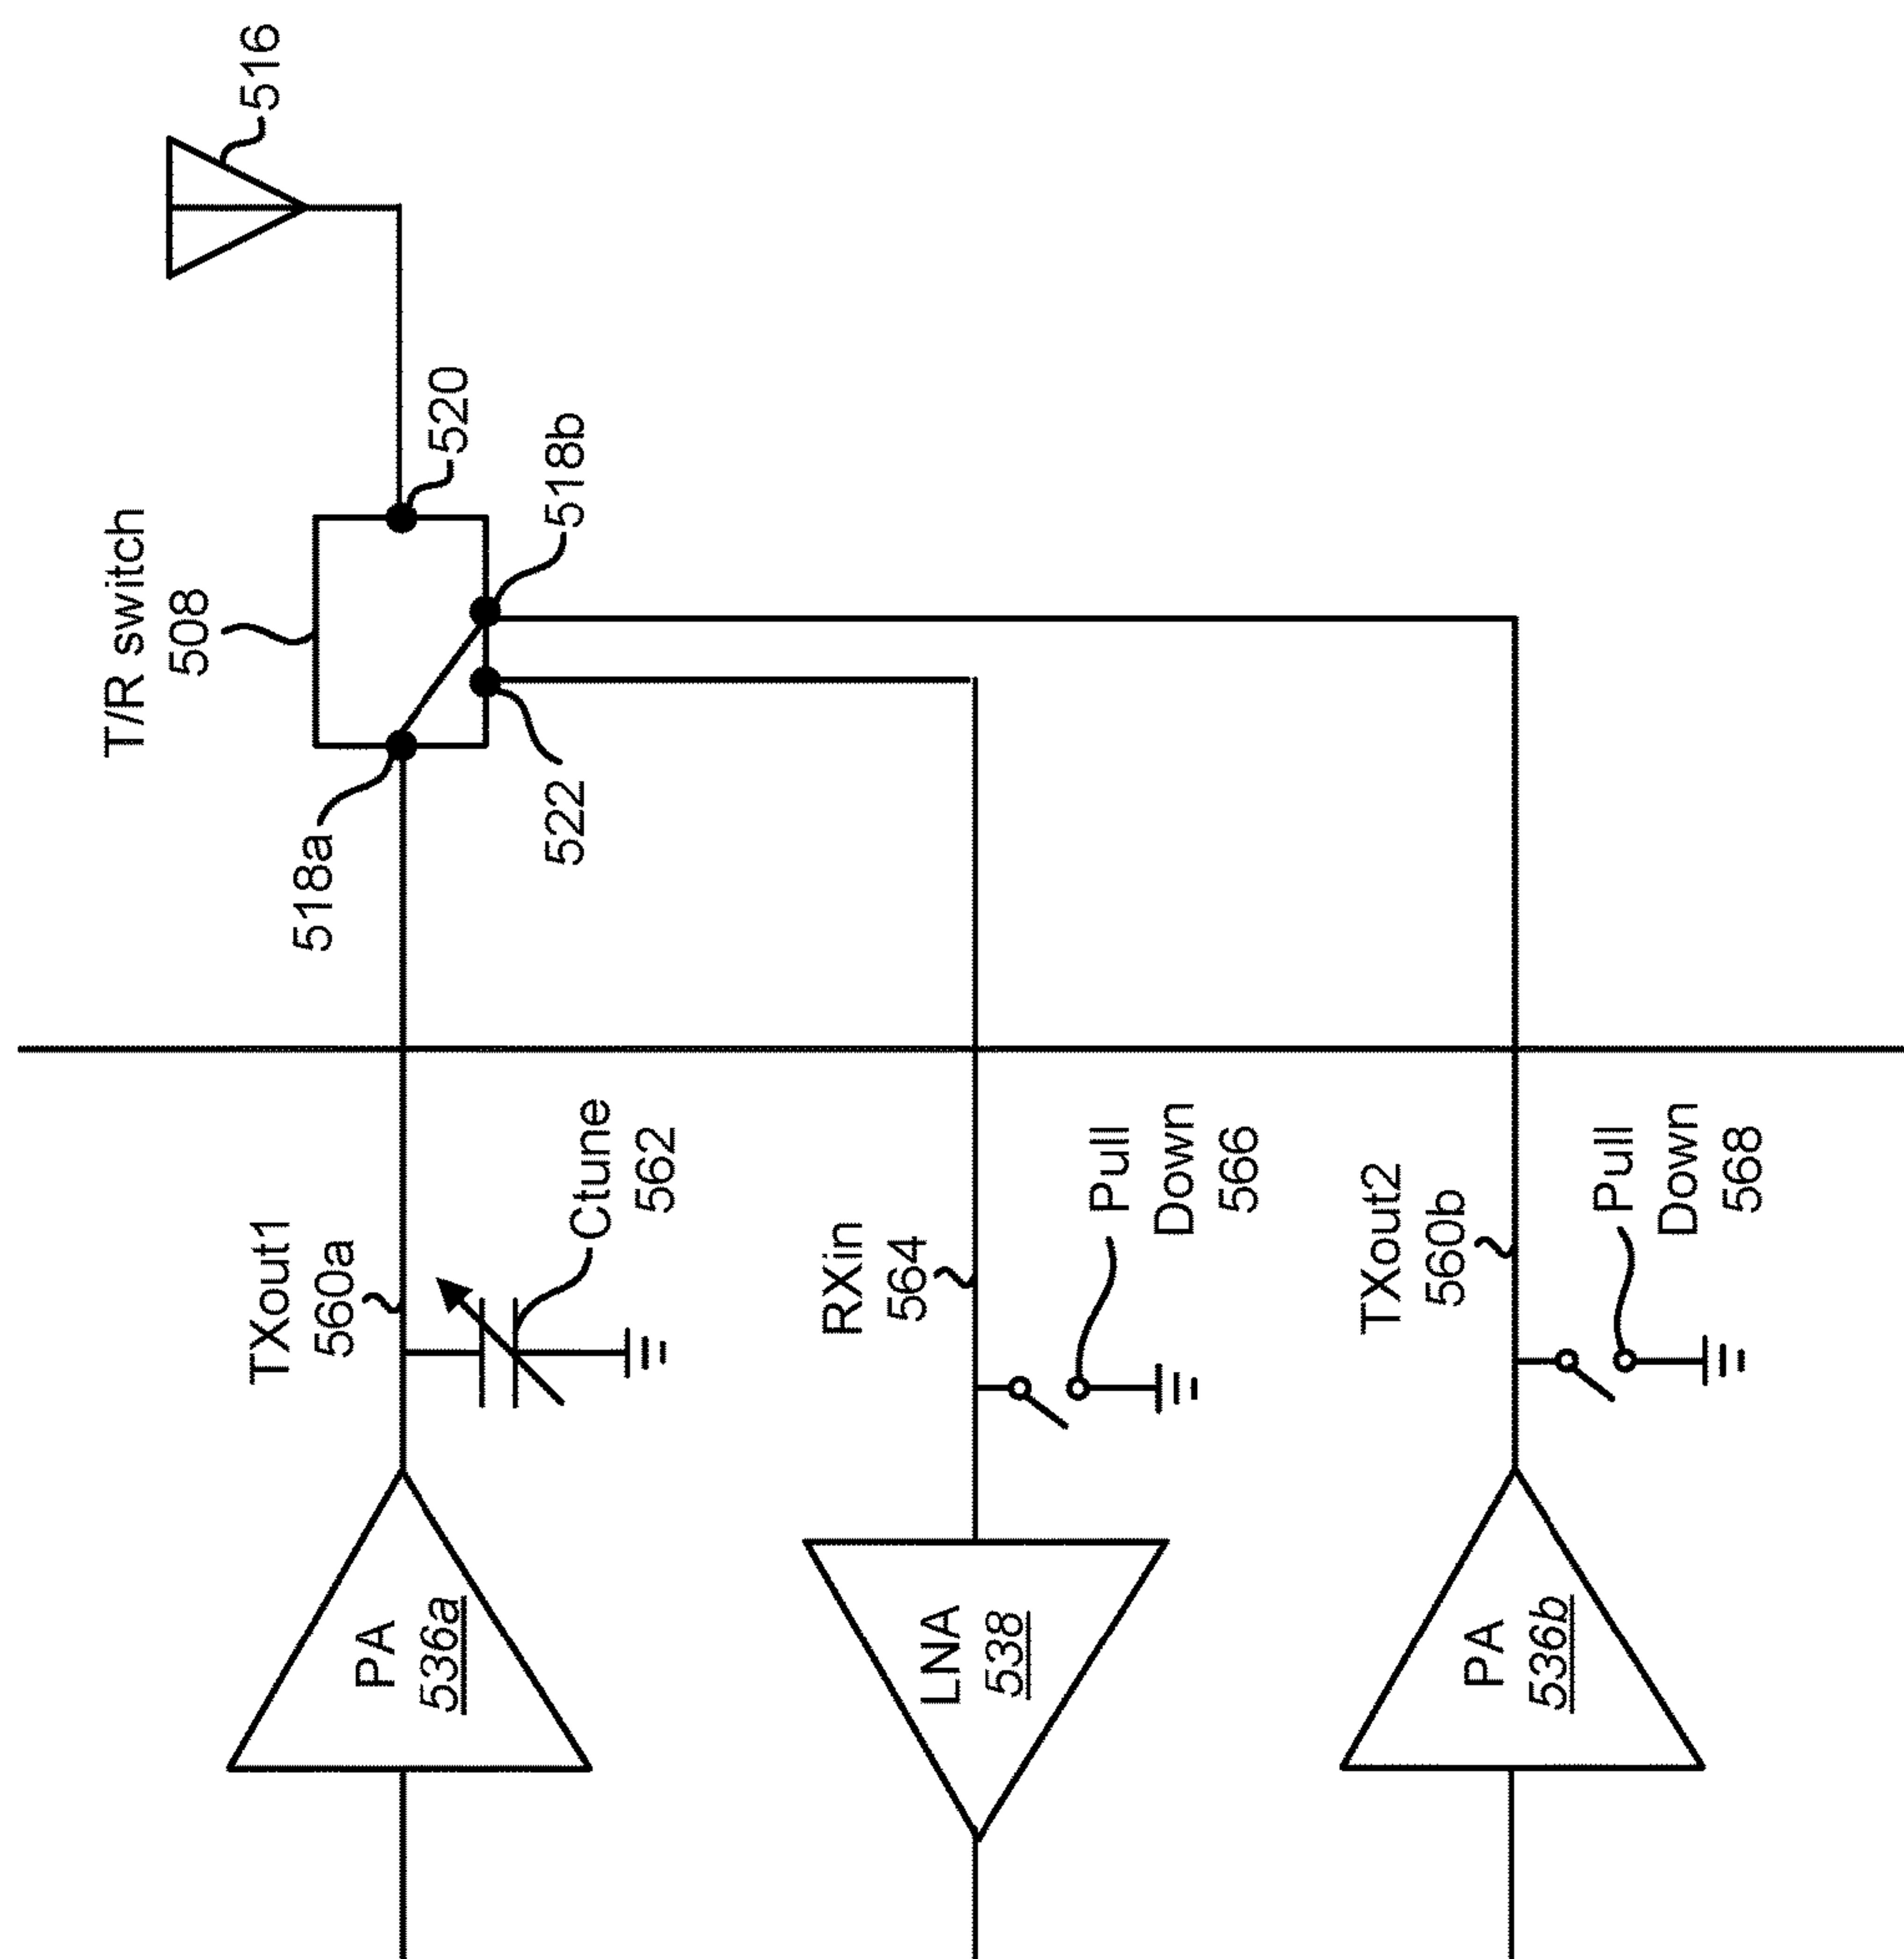 516
T/R switch
508
520
518b
518a
522
TXout1
560a
Ctune
562
RXin
564
Pull
Down
566
TXout2
560b
Pull
Down
568
PA
536a
LNA
538
PA
536b